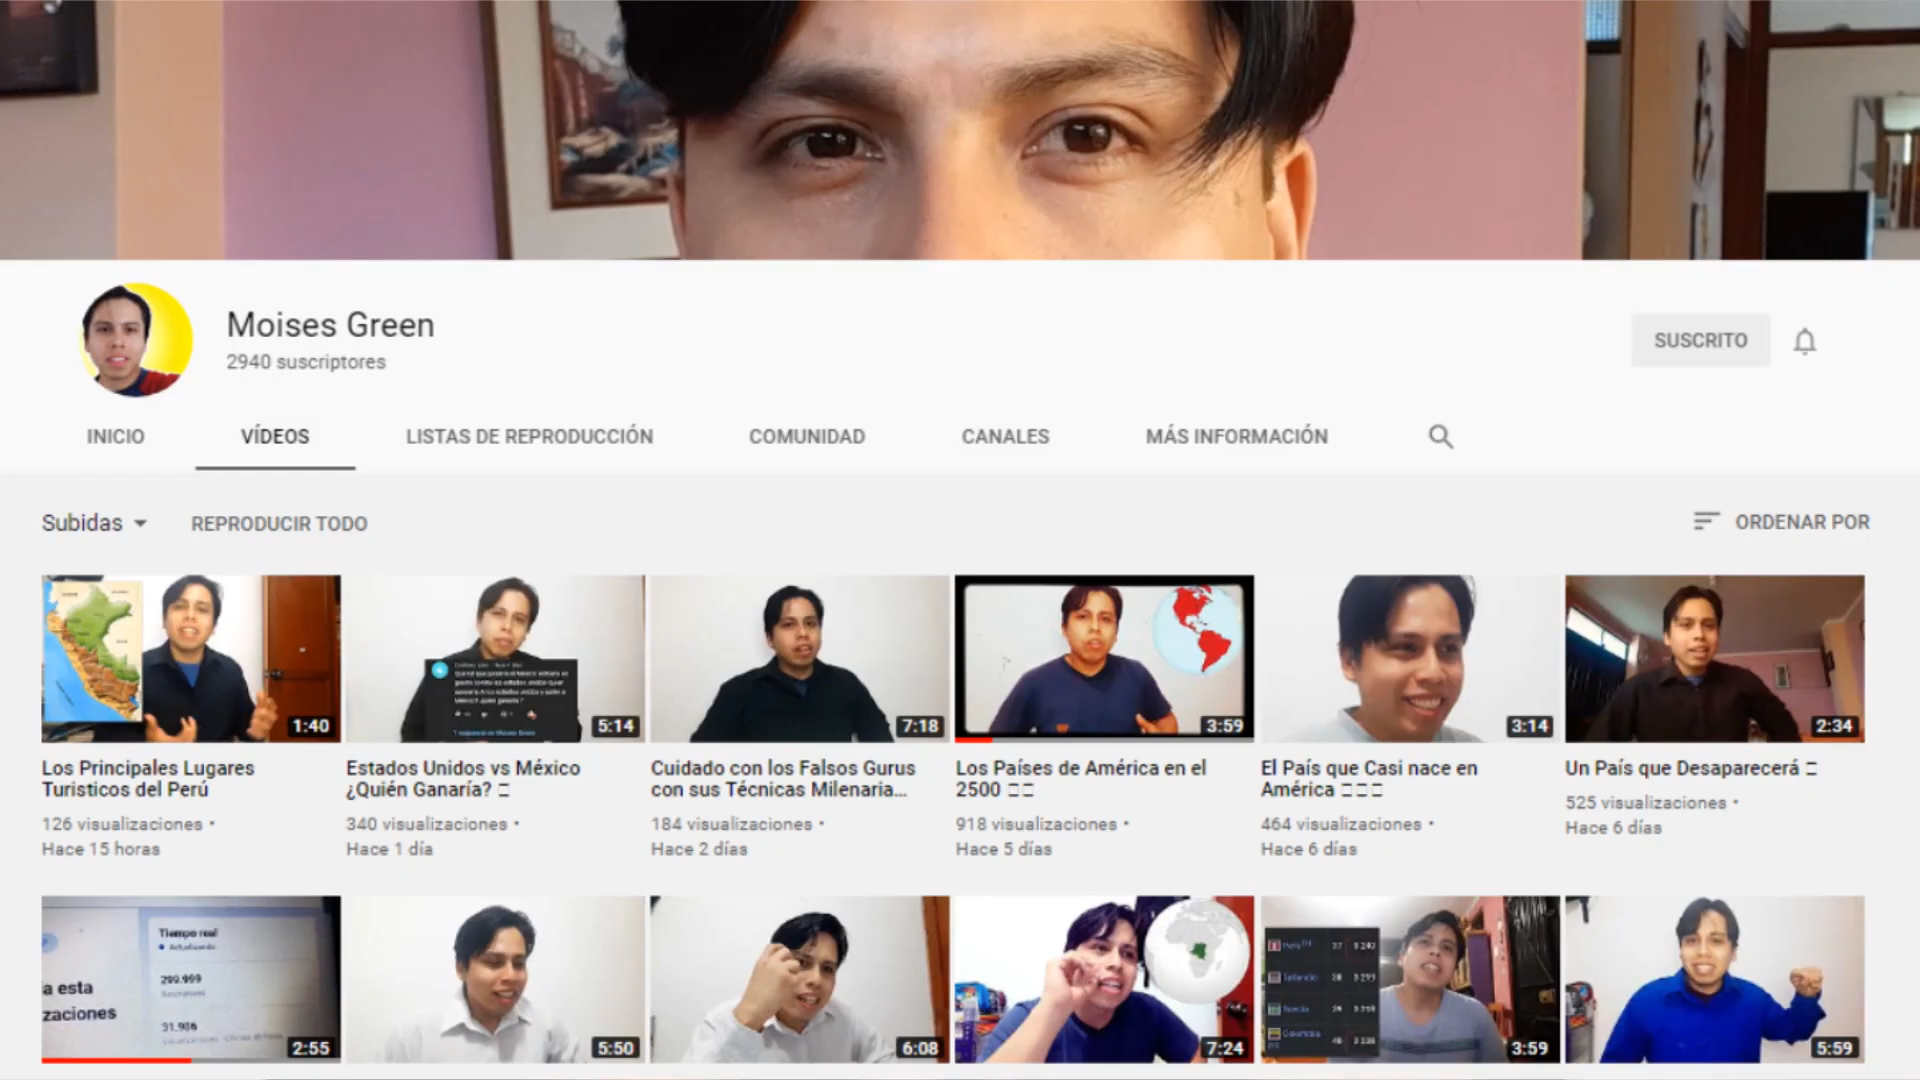 Moises Green
2940 suscriptores
SUSCRITO
INICIO
VÍDEOS
LISTAS DE REPRODUCCIÓN
COMUNIDAD
CANALES
MÁS INFORMACIÓN
Subidas
REPRODUCIR TODO
ORDENAR POR
1:40
5:14
7:18
3:59
3:14
2:34
Los Principales Lugares
Turisticos del Perú
126 visualizaciones •
Hace 15 horas
Estados Unidos vs México
¿Quién Ganaría?
340 visualizaciones •
Hace 1 día
Cuidado con los Falsos Gurus
con sus Técnicas Milenaria...
184 visualizaciones •
Hace 2 días
Los Países de América en el
2500
918 visualizaciones •
Hace 5 días
El País que Casi nace en
América
464 visualizaciones •
Hace 6 días
Un País que Desaparecerá
525 visualizaciones •
Hace 6 días
Tiempo real
Actualizando
a esta
zaciones
299.999
Suscriptores
31.986
2:55
5:50
6:08
7:24
Colombia
3:59
5:59